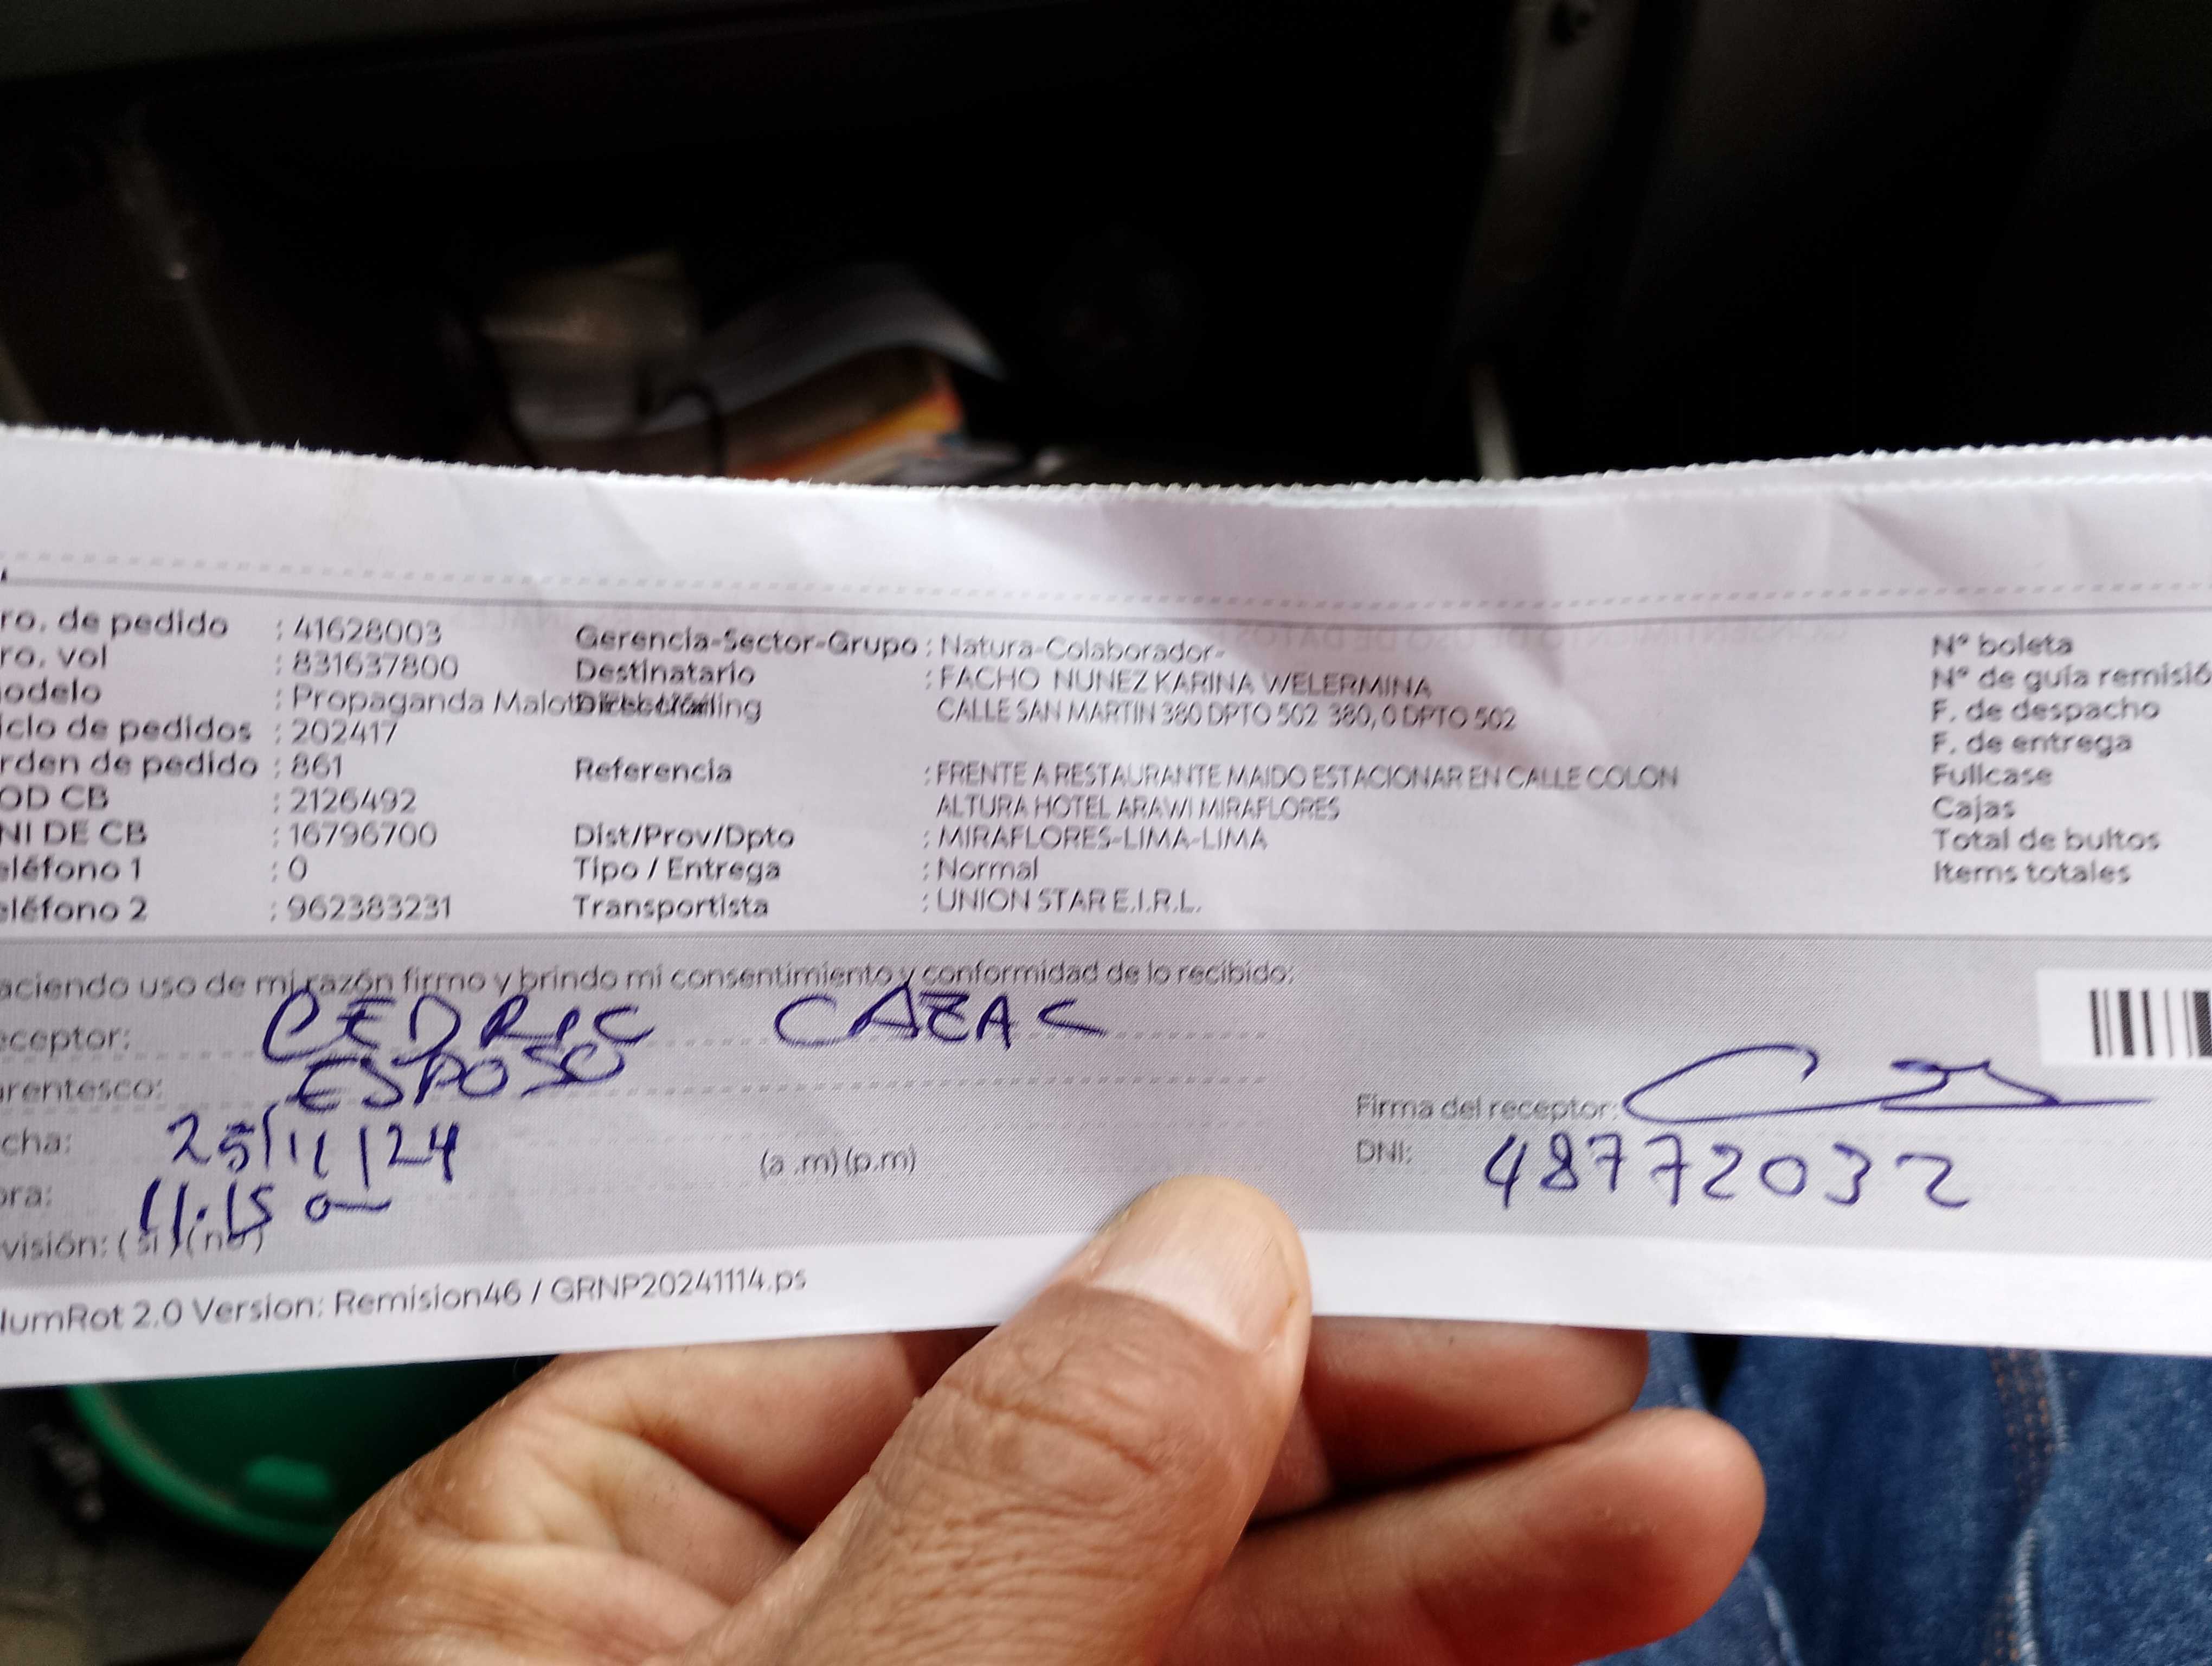 ro. de pedido : 41628003 Gerencia-Sector-Grupo : Natura-Colaborador- N° boleta
ro. vol : 831637800 Destinatario : FACHO NUNEZ KARINA WELERMINA N° de guía remisió
odelo : Propaganda Dirección CALLE SAN MARTIN 380 DPTO 502 380, 0 DPTO 502 F. de despacho
iclo de pedidos : 202417 F. de entrega
rden de pedido : 861 Referencia : FRENTE A RESTAURANTE MAIDO ESTACIONAR EN CALLE COLON Fullcase
OD CB : 2126492 ALTURA HOTEL ARAWI MIRAFLORES Cajas
NI DE CB : 16796700 Dist/Prov/Dpto : MIRAFLORES-LIMA-LIMA Total de bultos
eléfono 1 : 0 Tipo / Entrega : Normal Items totales
eléfono 2 : 962383231 Transportista : UNION STAR E.I.R.L.
aciendo uso de mi razón firmo y brindo mi consentimiento y conformidad de lo recibido:
eceptor: CEDRIC CAZAC
arentesco: ESPOSO
Firma del receptor:
cha: 25/11/24 (a .m) (p.m) DNI: 48772032
ora: 11:15
visión: ( si ) ( no )
NumRot 2.0 Version: Remision46 / GRNP20241114.ps